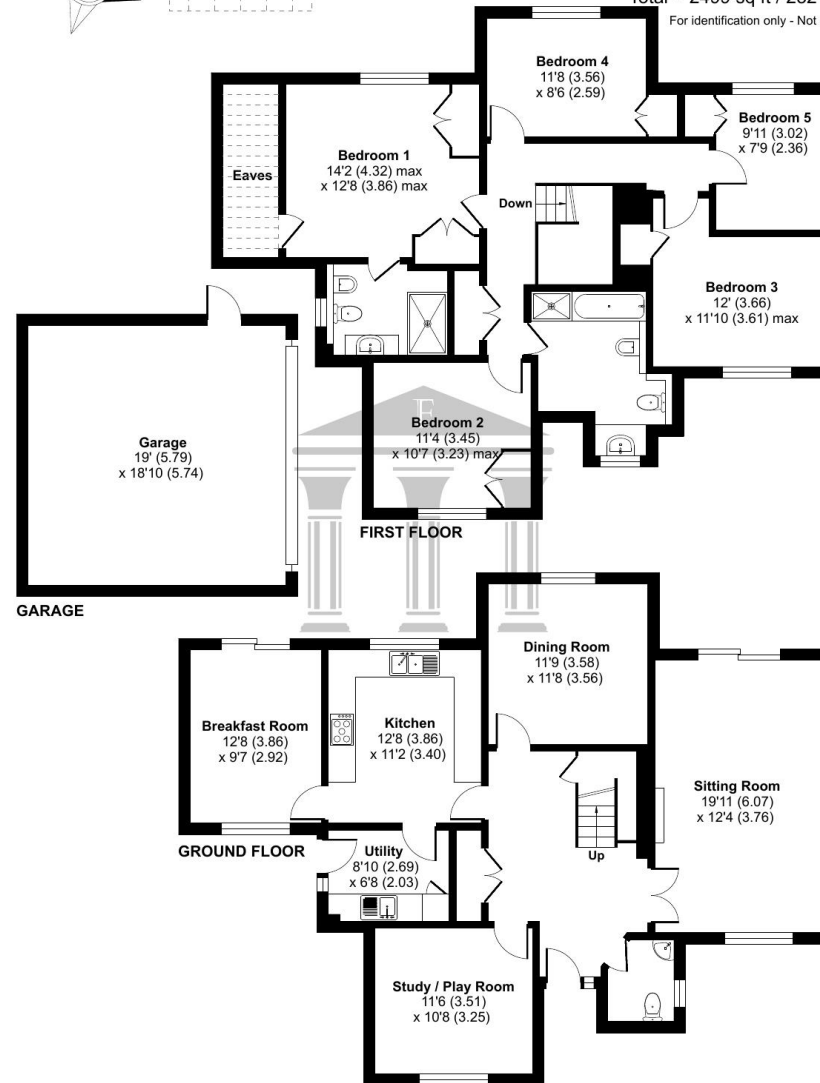 For identification only - Not
Bedroom 4
11'8 (3.56)
x 8'6 (2.59)
Bedroom 5
9'11 (3.02)
x 7'9 (2.36)
Bedroom 1
14'2 (4.32) max
x 12'8 (3.86) max
Eaves
Down
Bedroom 3
12' (3.66)
x 11'10 (3.61) max
Garage
19' (5.79)
x 18'10 (5.74)
E
Bedroom 2
11'4 (3.45)
x 10'7 (3.23) max
FIRST FLOOR
GARAGE
Dining Room
11'9 (3.58)
x 11'8 (3.56)
Breakfast Room
12'8 (3.86)
x 9'7 (2.92)
Kitchen
12'8 (3.86)
x 11'2 (3.40)
Sitting Room
19'11 (6.07)
x 12'4 (3.76)
Up
GROUND FLOOR
Utility
8'10 (2.69)
x 6'8 (2.03)
Study / Play Room
11'6 (3.51)
x 10'8 (3.25)